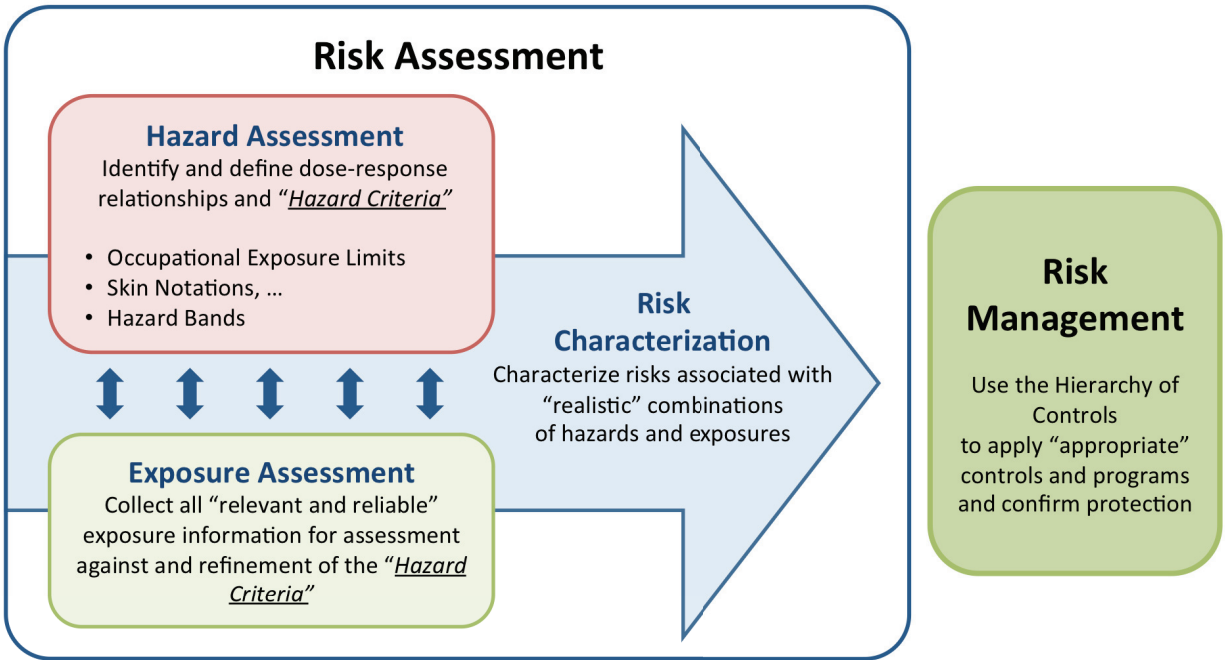 Risk Assessment
Hazard Assessment
Identify and define dose-response
relationships and “Hazard Criteria”
• Occupational Exposure Limits
• Skin Notations, ...
• Hazard Bands
Exposure Assessment
Collect all “relevant and reliable”
exposure information for assessment
against and refinement of the “Hazard
Criteria”
Risk
Characterization
Characterize risks associated with
“realistic” combinations
of hazards and exposures
Risk
Management
Use the Hierarchy of
Controls
to apply “appropriate”
controls and programs
and confirm protection